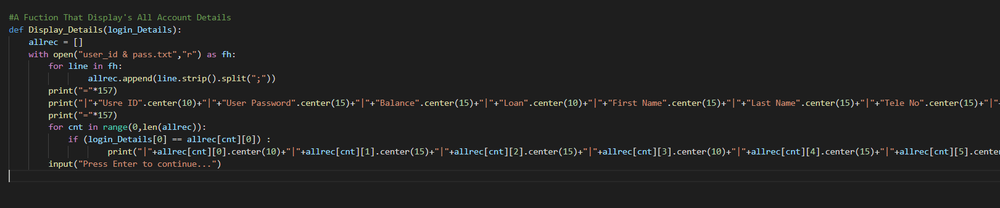 #A Fuction That Display's All Account Details
def Display_Details(login_Details):
allrec = []
with open("user_id & pass.txt","r") as fh:
for line in fh:
allrec.append(line.strip().split(";"))
print("="*157)
print("|"+"Usre ID".center(10)+"|"+"User Password".center(15)+"|"+"Balance".center(15)+"|"+"Loan".center(10)+"|"+"First Name".center(15)+"|"+"Last Name".center(15)+"|"+"Tele No".center(15)+"|"+
print("="*157)
for cnt in range(0,len(allrec)):
if (login_Details[0] == allrec[cnt][0]) :
print("|"+allrec[cnt][0].center(10)+"|"+allrec[cnt][1].center(15)+"|"+allrec[cnt][2].center(15)+"|"+allrec[cnt][3].center(10)+"|"+allrec[cnt][4].center(15)+"|"+allrec[cnt][5].cente
input("Press Enter to continue...")